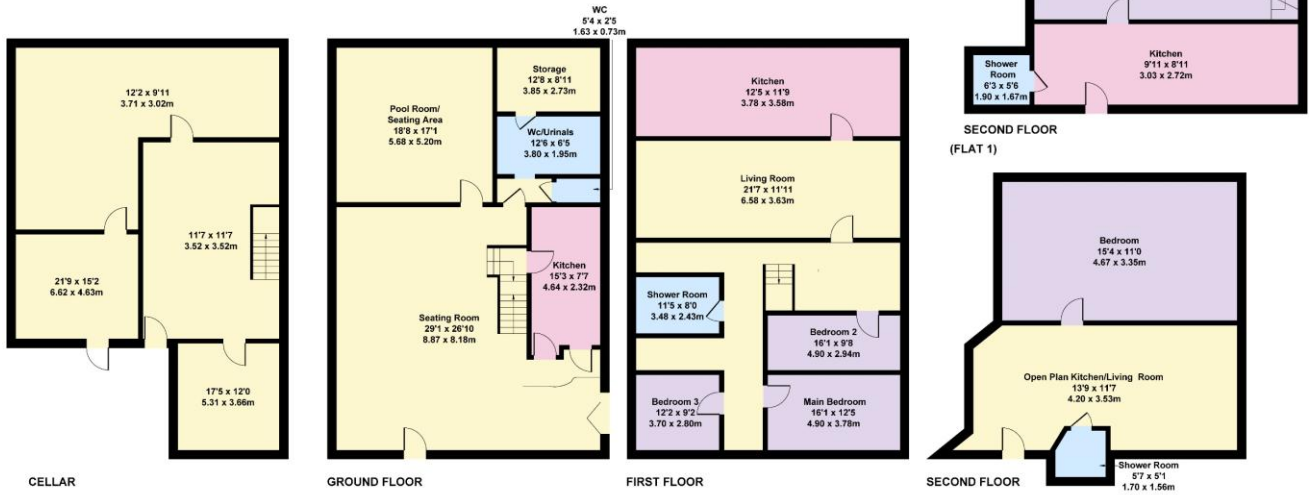 12'2 x 9'11
3.71 x 3.02m
11'7 x 11'7
3.52 x 3.52m
21'9 x 15'2
6.62 x 4.63m
17'5 x 12'0
5.31 x 3.66m
CELLAR
WC
5'4 x 2'5
1.63 x 0.73m
Storage
12'8 x 8'11
3.85 x 2.73m
Pool Room/
Seating Area
18'8 x 17'1
5.68 x 5.20m
Wc/Urinals
12'6 x 6'5
3.80 x 1.95m
Kitchen
15'3 x 7'7
4.64 x 2.32m
Seating Room
29'1 x 26'10
8.87 x 8.18m
GROUND FLOOR
Kitchen
12'5 x 11'9
3.78 x 3.58m
Living Room
21'7 x 11'11
6.58 x 3.63m
Shower Room
11'5 x 8'0
3.48 x 2.43m
Bedroom 2
16'1 x 9'8
4.90 x 2.94m
Bedroom 3
12'2 x 9'2
3.70 x 2.80m
Main Bedroom
16'1 x 12'5
4.90 x 3.78m
FIRST FLOOR
Kitchen
9'11 x 8'11
3.03 x 2.72m
Shower
Room
6'3 x 5'6
1.90 x 1.67m
SECOND FLOOR
(FLAT 1)
Bedroom
15'4 x 11'0
4.67 x 3.35m
Open Plan Kitchen/Living Room
13'9 x 11'7
4.20 x 3.53m
Shower Room
5'7 x 5'1
1.70 x 1.56m
SECOND FLOOR